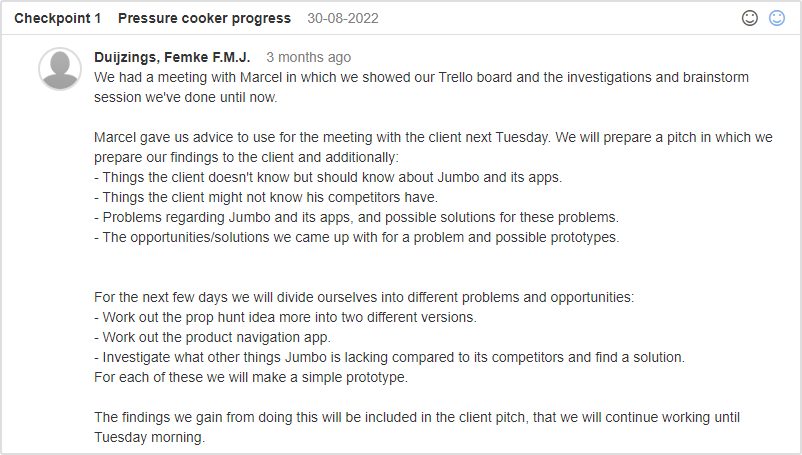 Checkpoint 1 Pressure cooker progress 30-08-2022
Duijzings, Femke F.M.J. 3 months ago
We had a meeting with Marcel in which we showed our Trello board and the investigations and brainstorm
session we've done until now.
Marcel gave us advice to use for the meeting with the client next Tuesday. We will prepare a pitch in which we
prepare our findings to the client and additionally:
- Things the client doesn't know but should know about Jumbo and its apps.
- Things the client might not know his competitors have.
- Problems regarding Jumbo and its apps, and possible solutions for these problems.
- The opportunities/solutions we came up with for a problem and possible prototypes.
For the next few days we will divide ourselves into different problems and opportunities:
- Work out the prop hunt idea more into two different versions.
- Work out the product navigation app.
- Investigate what other things Jumbo is lacking compared to its competitors and find a solution.
For each of these we will make a simple prototype.
The findings we gain from doing this will be included in the client pitch, that we will continue working until
Tuesday morning.